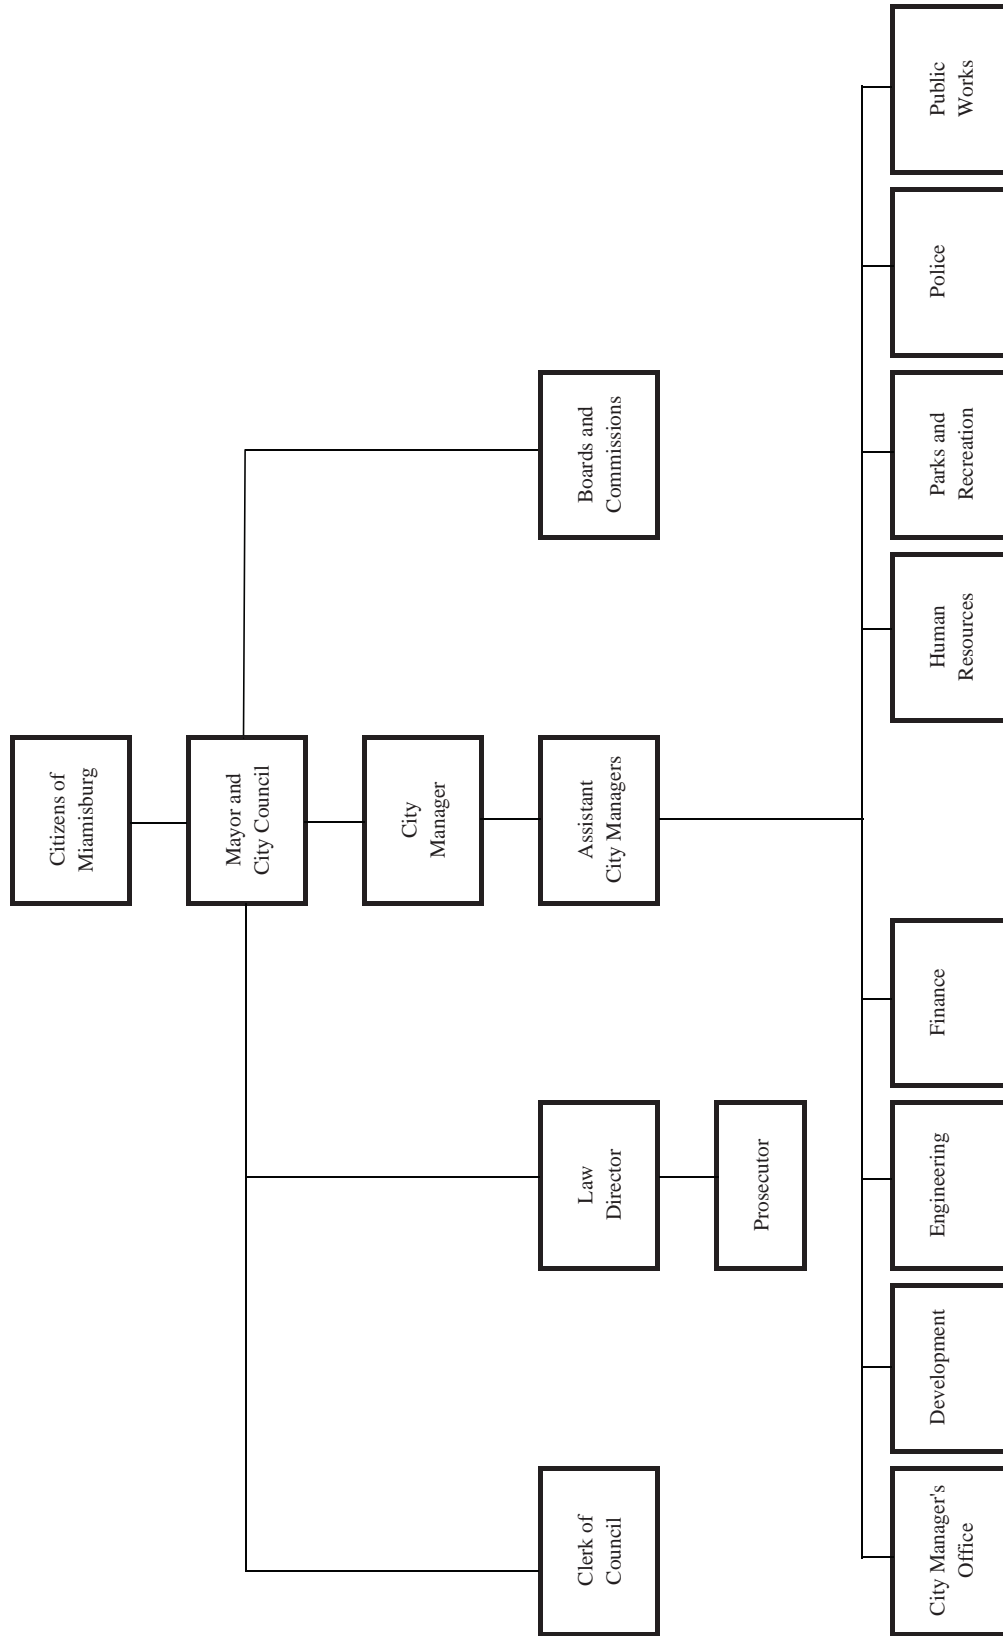 Citizens of
Miamisburg
Mayor and
City Council
City
Manager
Clerk of
Council
Law
Director
Assistant
City Managers
Boards and
Commissions
Prosecutor
City Manager's
Office
Development
Engineering
Finance
Human
Resources
Parks and
Recreation
Police
Public
Works